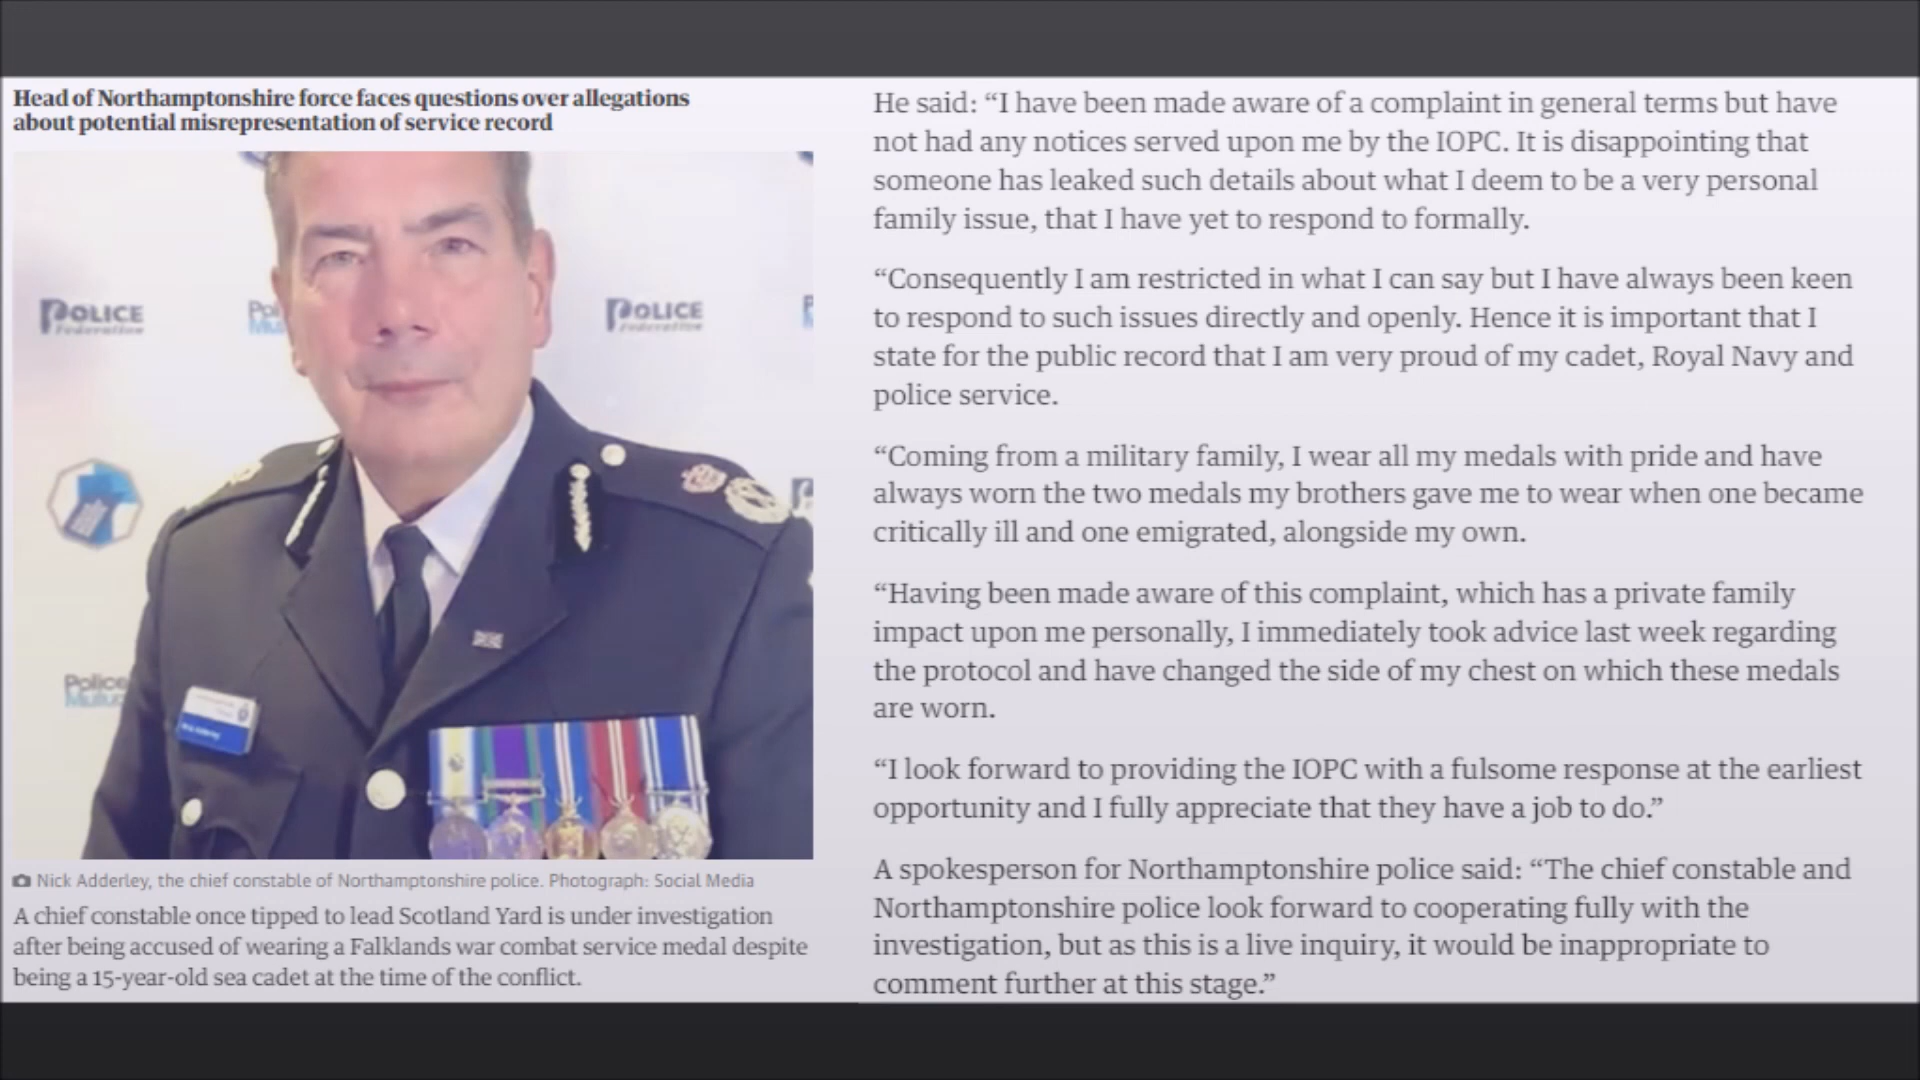 Head of Northamptonshire force faces questions over allegations
about potential misrepresentation of service record
POLICE
Federation
POLICE
Federation
Police
Nick Adderley, the chief constable of Northamptonshire police. Photograph: Social Media
A chief constable once tipped to lead Scotland Yard is under investigation
after being accused of wearing a Falklands war combat service medal despite
being a 15-year-old sea cadet at the time of the conflict.
He said: “I have been made aware of a complaint in general terms but have
not had any notices served upon me by the IOPC. It is disappointing that
someone has leaked such details about what I deem to be a very personal
family issue, that I have yet to respond to formally.
“Consequently I am restricted in what I can say but I have always been keen
to respond to such issues directly and openly. Hence it is important that I
state for the public record that I am very proud of my cadet, Royal Navy and
police service.
“Coming from a military family, I wear all my medals with pride and have
always worn the two medals my brothers gave me to wear when one became
critically ill and one emigrated, alongside my own.
“Having been made aware of this complaint, which has a private family
impact upon me personally, I immediately took advice last week regarding
the protocol and have changed the side of my chest on which these medals
are worn.
“I look forward to providing the IOPC with a fulsome response at the earliest
opportunity and I fully appreciate that they have a job to do.”
A spokesperson for Northamptonshire police said: “The chief constable and
Northamptonshire police look forward to cooperating fully with the
investigation, but as this is a live inquiry, it would be inappropriate to
comment further at this stage.”